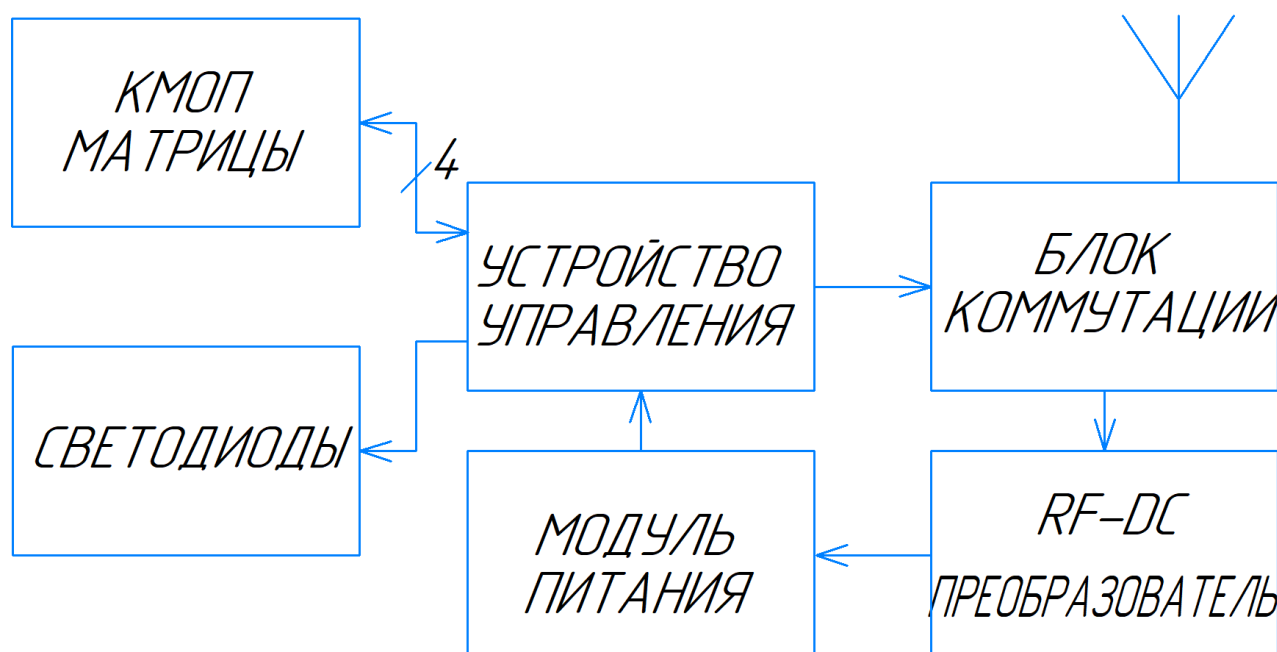 КМОП
МАТРИЦЫ
4
УСТРОЙСТВО
УПРАВЛЕНИЯ
БЛОК
КОММУТАЦИИ
СВЕТОДИОДЫ
МОДУЛЬ
ПИТАНИЯ
RF-DC
ПРЕОБРАЗОВАТЕЛЬ